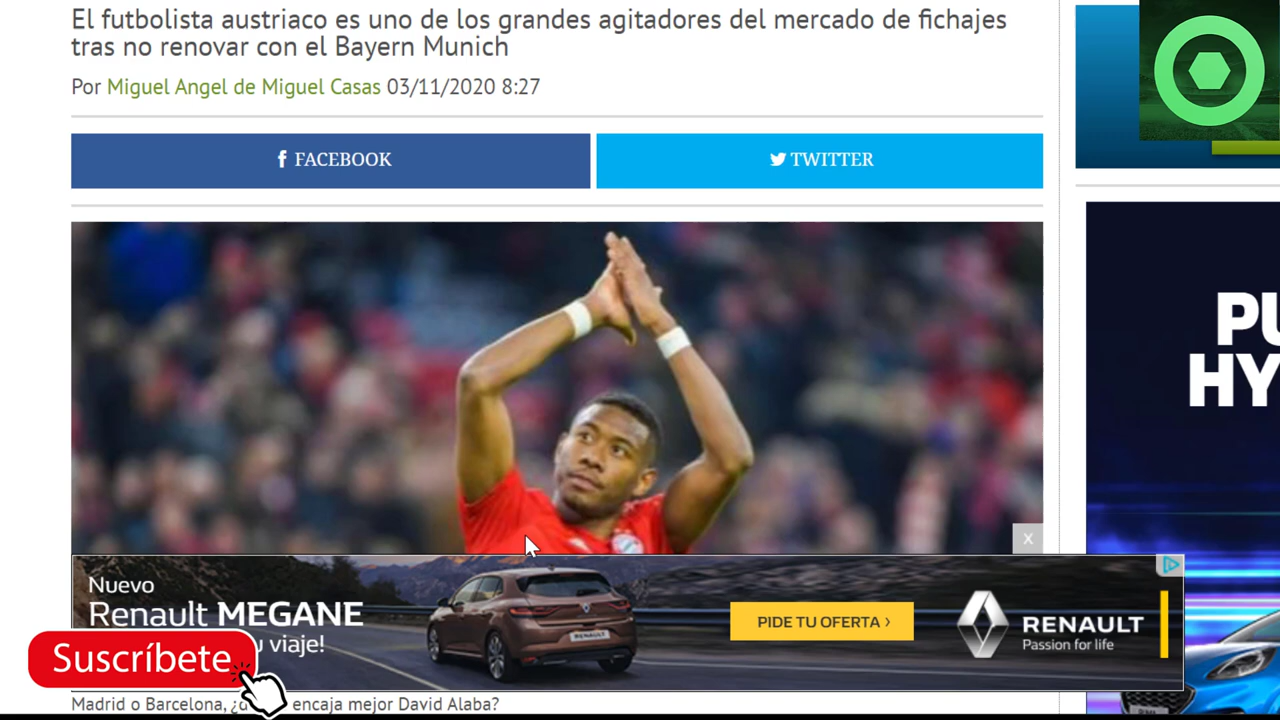 El futbolista austriaco es uno de los grandes agitadores del mercado de fichajes
tras no renovar con el Bayern Munich
Por Miguel Angel de Miguel Casas 03/11/2020 8:27
f FACEBOOK
TWITTER
PU
HY
X
Nuevo
Renault MEGANE
viaje!
PIDE TU OFERTA ›
RENAULT
Passion for life
RENAULT
Suscríbete
Madrid o Barcelona, encaja mejor David Alaba?